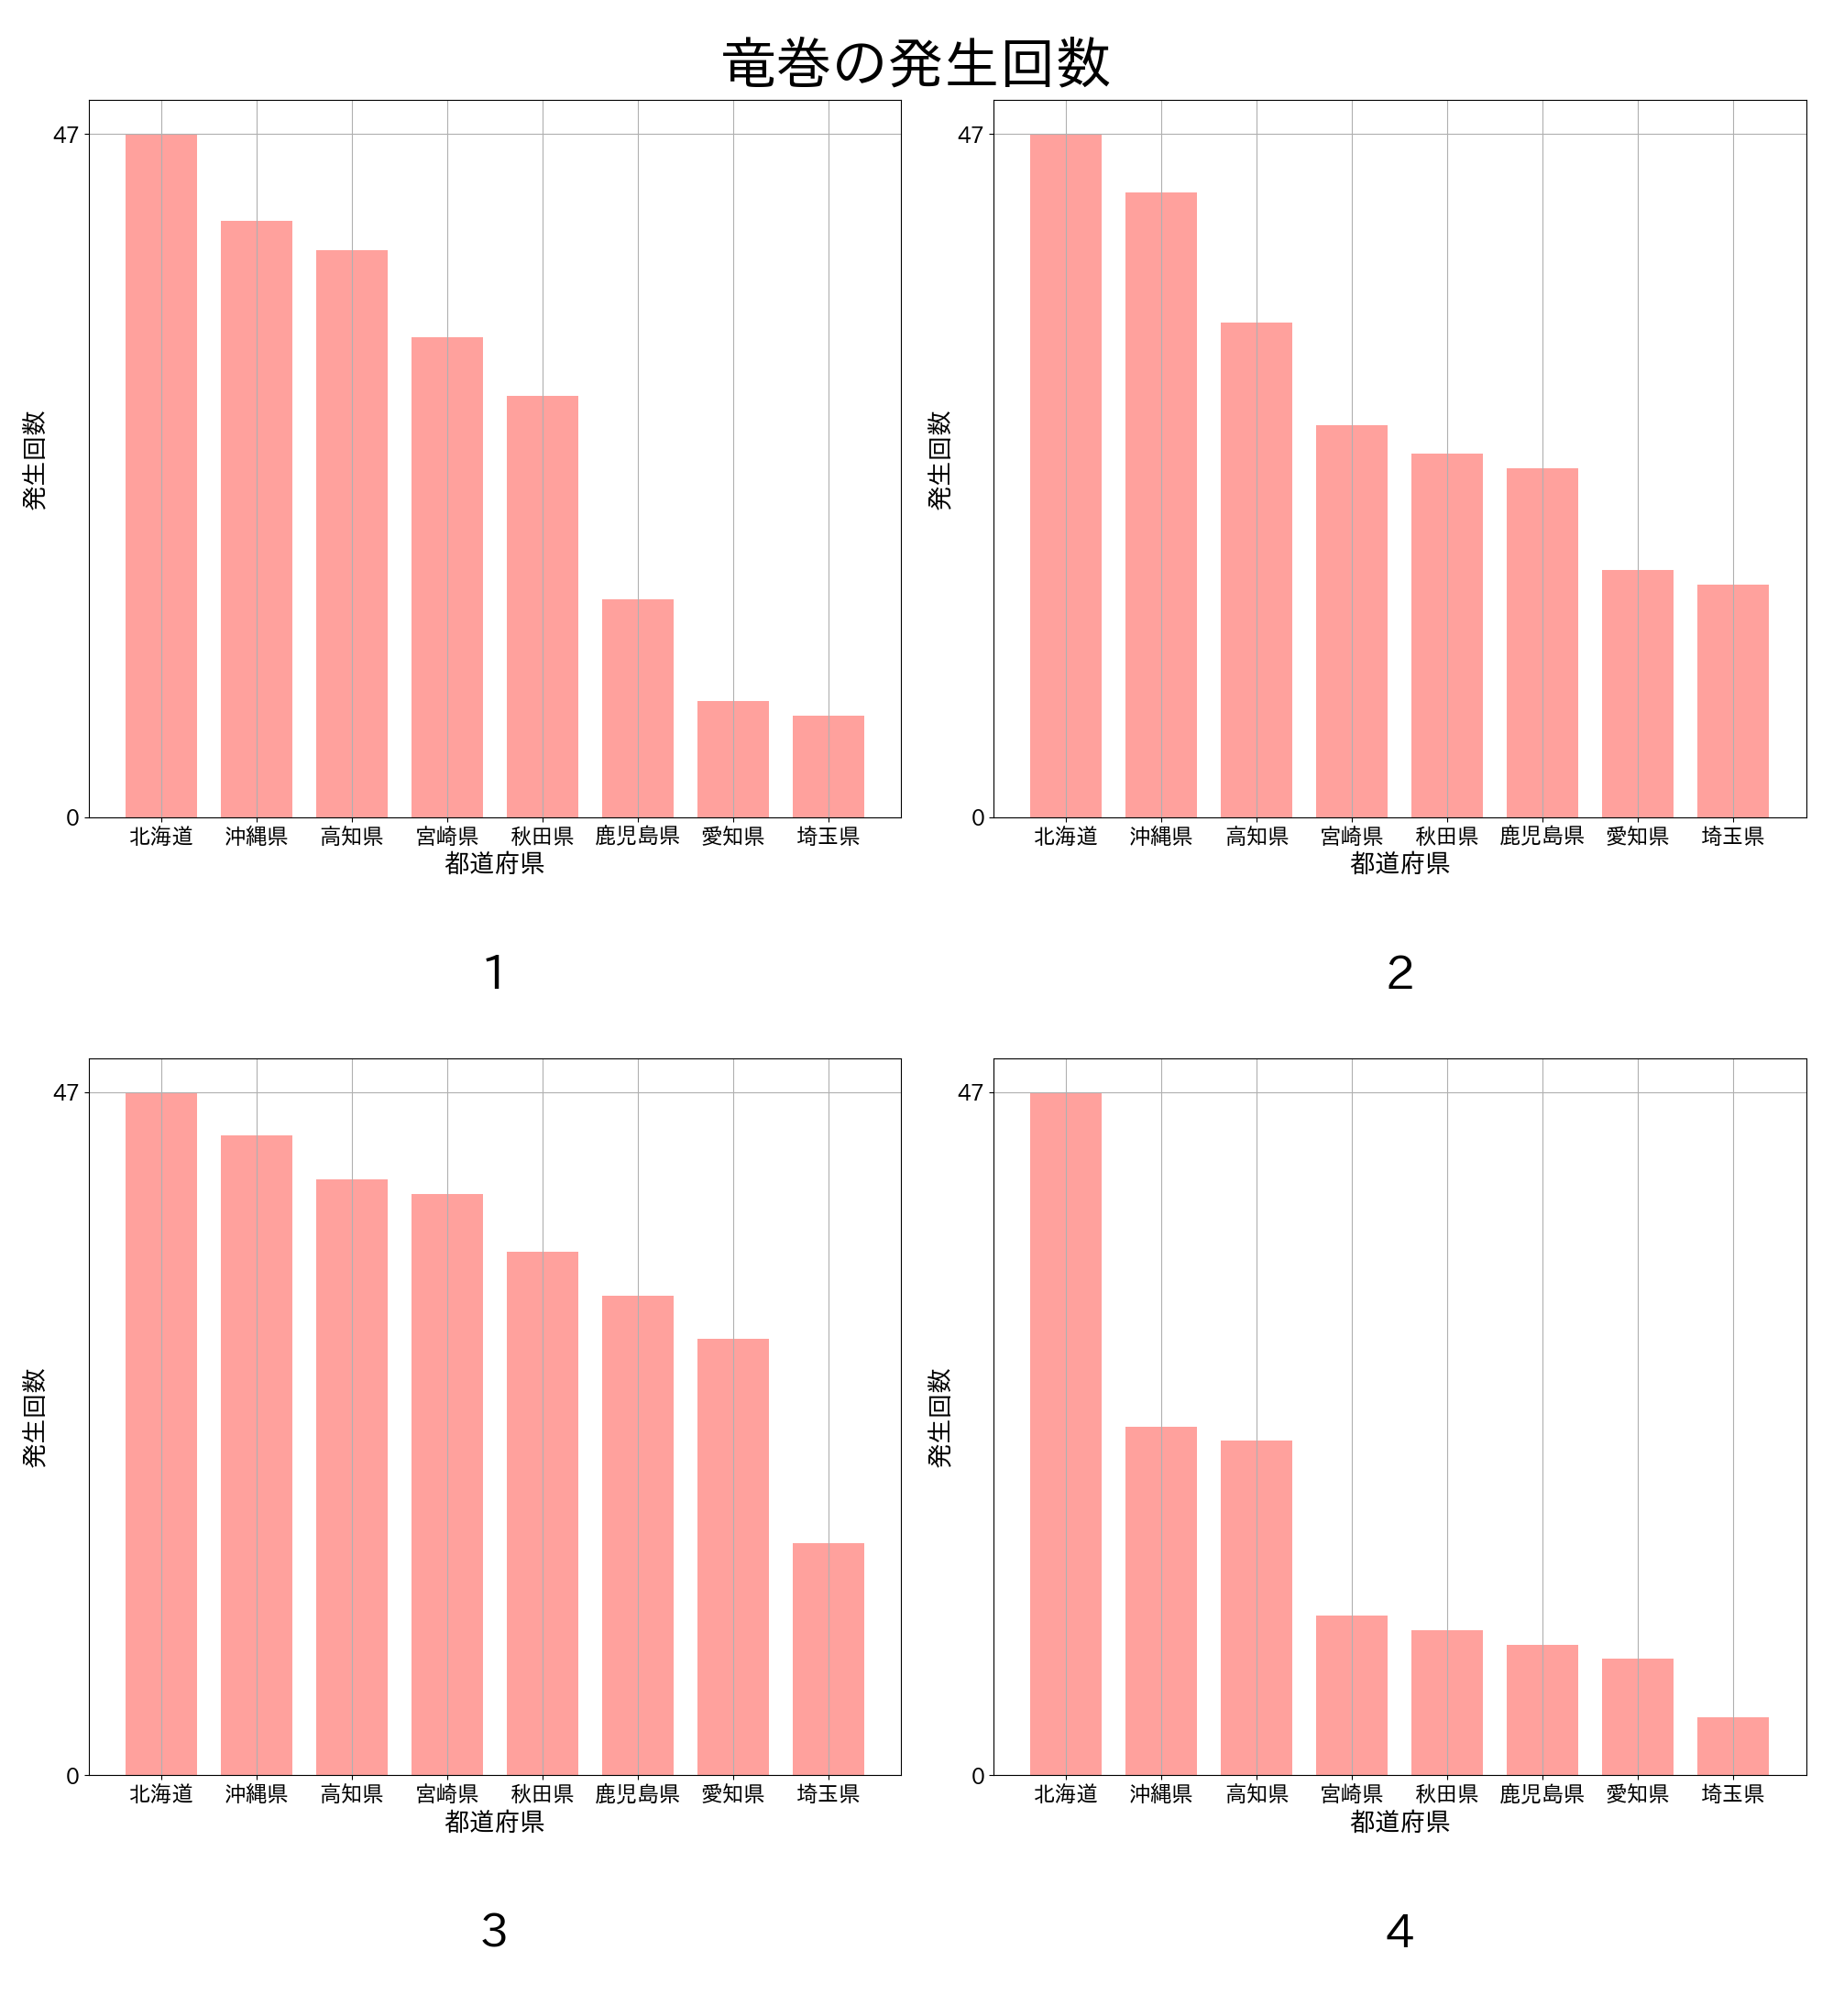 竜巻の発生回数
47
0
発生回数
北海道 沖縄県 高知県 宮崎県 秋田県 鹿児島県 愛知県 埼玉県
都道府県
1
47
0
発生回数
北海道 沖縄県 高知県 宮崎県 秋田県 鹿児島県 愛知県 埼玉県
都道府県
2
47
0
発生回数
北海道 沖縄県 高知県 宮崎県 秋田県 鹿児島県 愛知県 埼玉県
都道府県
3
47
0
発生回数
北海道 沖縄県 高知県 宮崎県 秋田県 鹿児島県 愛知県 埼玉県
都道府県
4